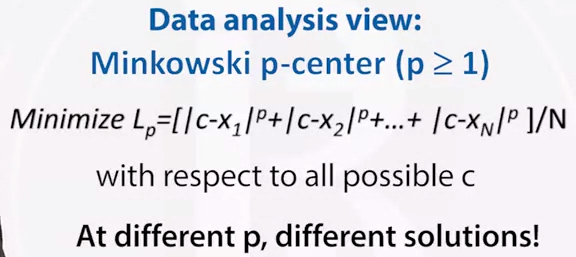 Data analysis view:
Minkowski p-center (p ≥ 1)
Minimize Lₚ=[|c-x₁|ᵖ+|c-x₂|ᵖ+...+ |c-x_N|ᵖ ]/N
with respect to all possible c
At different p, different solutions!